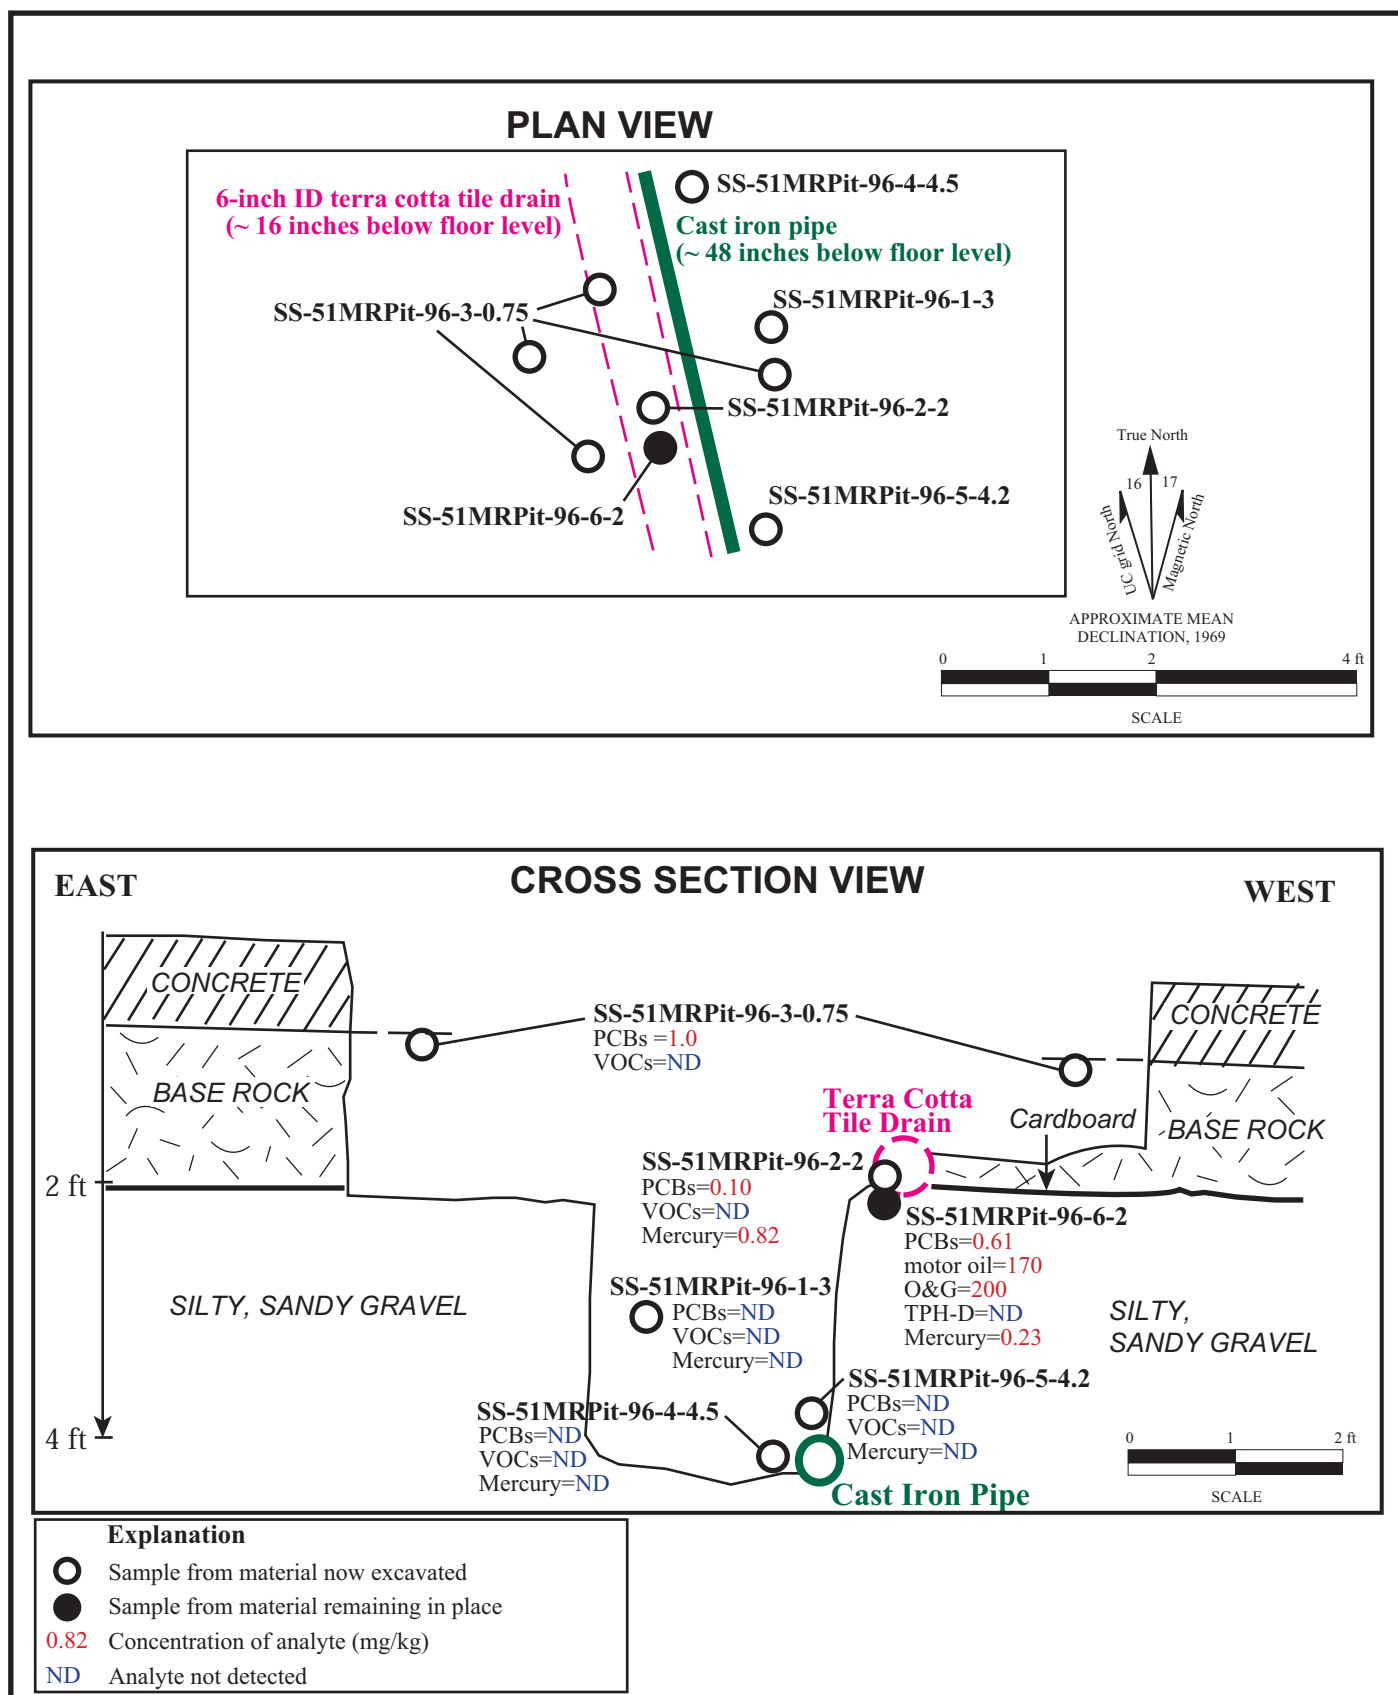 PLAN VIEW
SS-51MRPit-96-4-4.5
6-inch ID terra cotta tile drain
(~ 16 inches below floor level)
Cast iron pipe
(~ 48 inches below floor level)
SS-51MRPit-96-1-3
SS-51MRPit-96-3-0.75
SS-51MRPit-96-2-2
SS-51MRPit-96-5-4.2
SS-51MRPit-96-6-2
True North
16
17
UC grid North
Magnetic North
APPROXIMATE MEAN
DECLINATION, 1969
0 1 2 4 ft
SCALE
CROSS SECTION VIEW
EAST
WEST
CONCRETE
BASE ROCK
SS-51MRPit-96-3-0.75
PCBs =1.0
VOCs=ND
CONCRETE
BASE ROCK
Terra Cotta
Tile Drain
Cardboard
2 ft
SS-51MRPit-96-2-2
PCBs=0.10
VOCs=ND
Mercury=0.82
SS-51MRPit-96-6-2
PCBs=0.61
motor oil=170
O&G=200
TPH-D=ND
Mercury=0.23
SILTY, SANDY GRAVEL
SS-51MRPit-96-1-3
PCBs=ND
VOCs=ND
Mercury=ND
SILTY,
SANDY GRAVEL
SS-51MRPit-96-5-4.2
PCBs=ND
VOCs=ND
Mercury=ND
4 ft
SS-51MRPit-96-4-4.5
PCBs=ND
VOCs=ND
Mercury=ND
Cast Iron Pipe
0 1 2 ft
SCALE
Explanation
Sample from material now excavated
Sample from material remaining in place
0.82 Concentration of analyte (mg/kg)
ND Analyte not detected